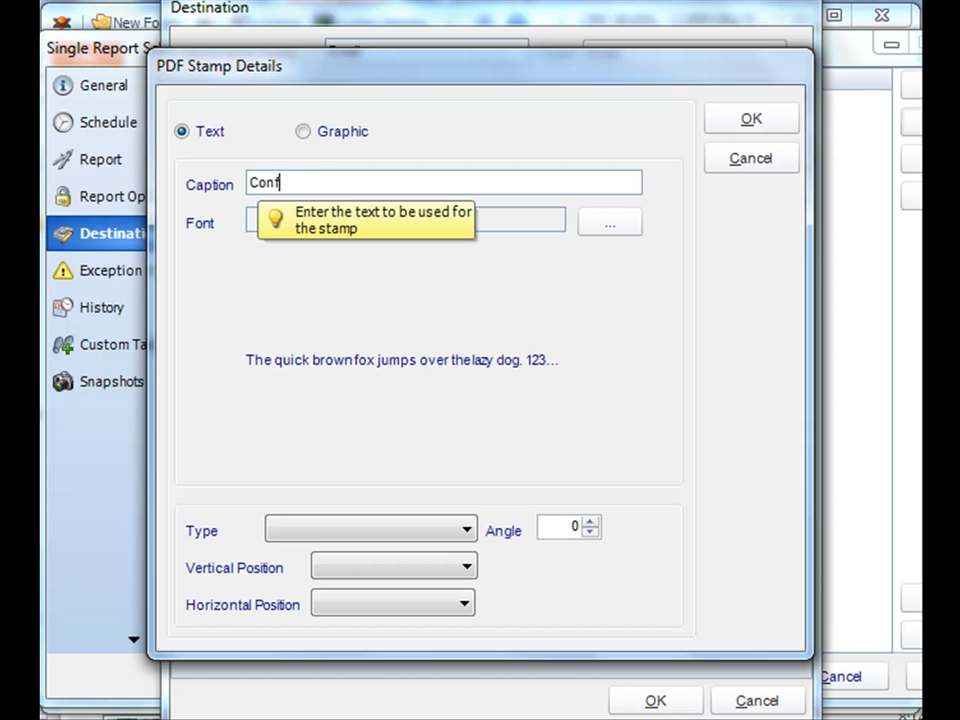 Destination
New Fo
Single Report S
PDF Stamp Details
General
Schedule
Report
Report Op
Destinati
Exception
History
Custom Ta
Snapshots
Text
Graphic
OK
Cancel
Caption
Conf
Enter the text to be used for
the stamp
Font
...
The quick brown fox jumps over the lazy dog. 123...
Type
Angle
0
Vertical Position
Horizontal Position
Cancel
OK
Cancel